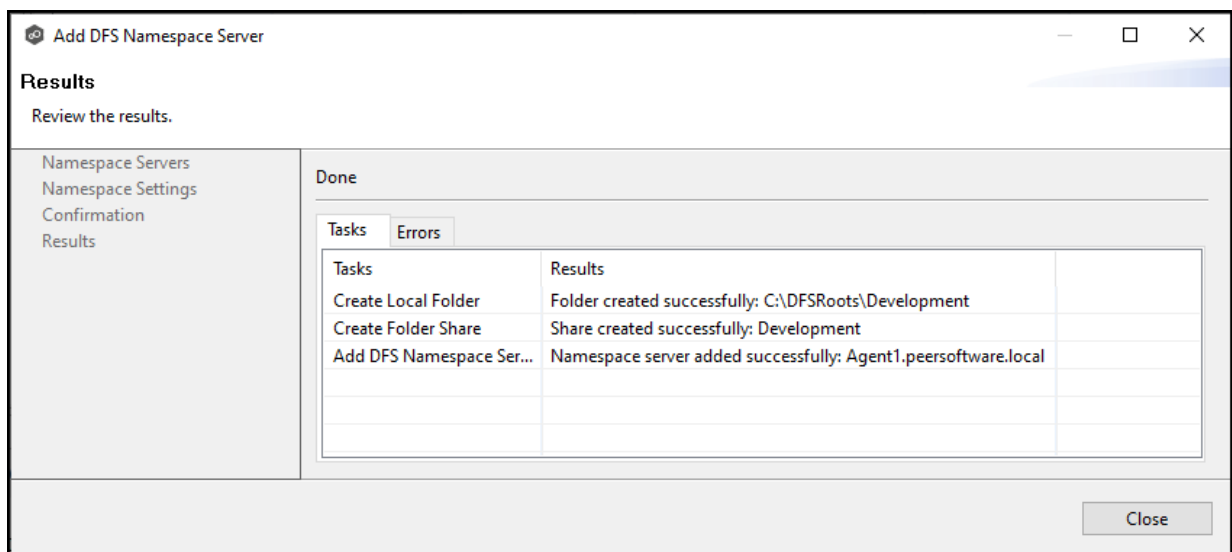 Add DFS Namespace Server
Results
Review the results.
Namespace Servers
Namespace Settings
Confirmation
Results
Done
Tasks Errors
Tasks Results
Create Local Folder Folder created successfully: C:\DFSRoots\Development
Create Folder Share Share created successfully: Development
Add DFS Namespace Ser... Namespace server added successfully: Agent1.peersoftware.local
Close